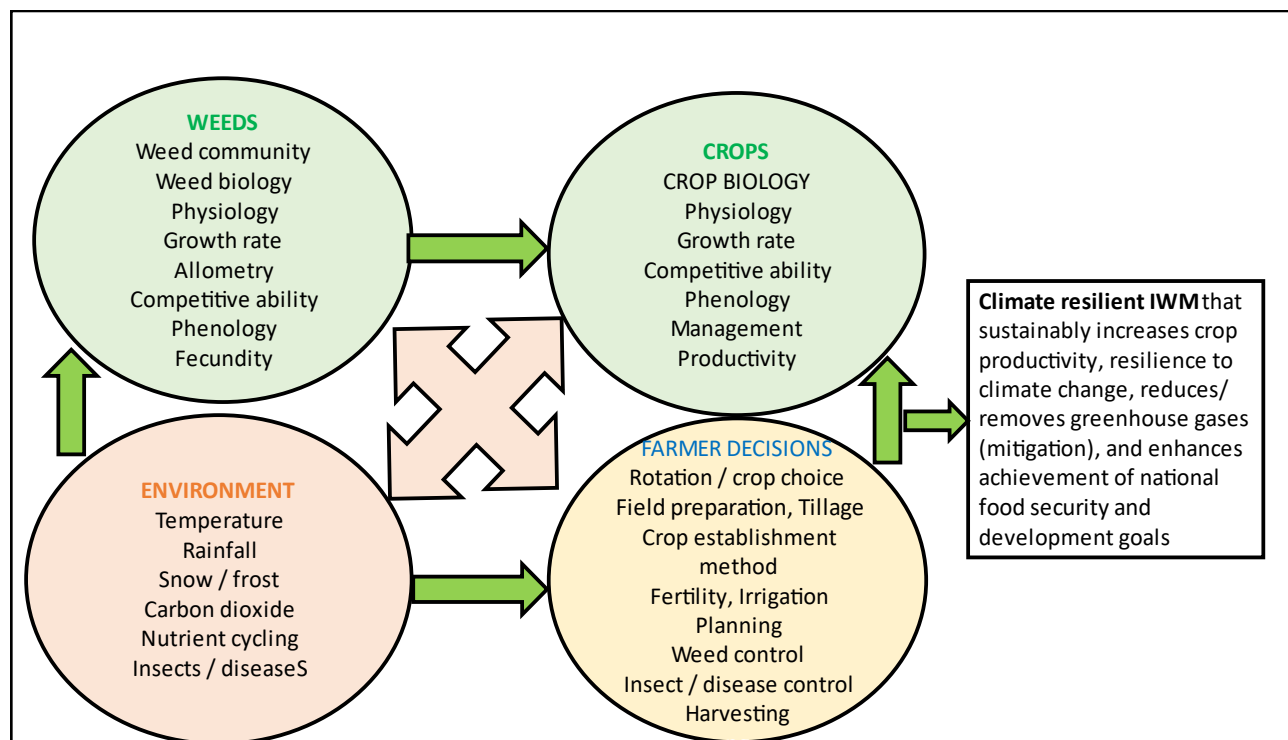 WEEDS
Weed community
Weed biology
Physiology
Growth rate
Allometry
Competitive ability
Phenology
Fecundity
CROPS
CROP BIOLOGY
Physiology
Growth rate
Competitive ability
Phenology
Management
Productivity
ENVIRONMENT
Temperature
Rainfall
Snow / frost
Carbon dioxide
Nutrient cycling
Insects / diseaseS
FARMER DECISIONS
Rotation / crop choice
Field preparation, Tillage
Crop establishment
method
Fertility, Irrigation
Planning
Weed control
Insect / disease control
Harvesting
Climate resilient IWM that
sustainably increases crop
productivity, resilience to
climate change, reduces/
removes greenhouse gases
(mitigation), and enhances
achievement of national
food security and
development goals